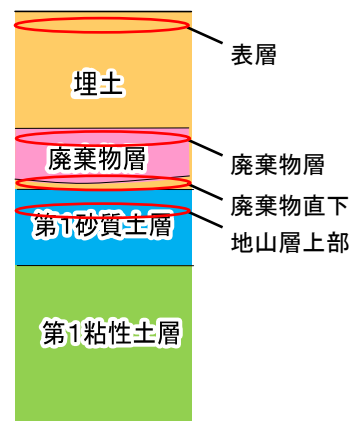 表層
埋土
廃棄物層
廃棄物層
廃棄物直下
第1砂質土層
地山層上部
第1粘性土層